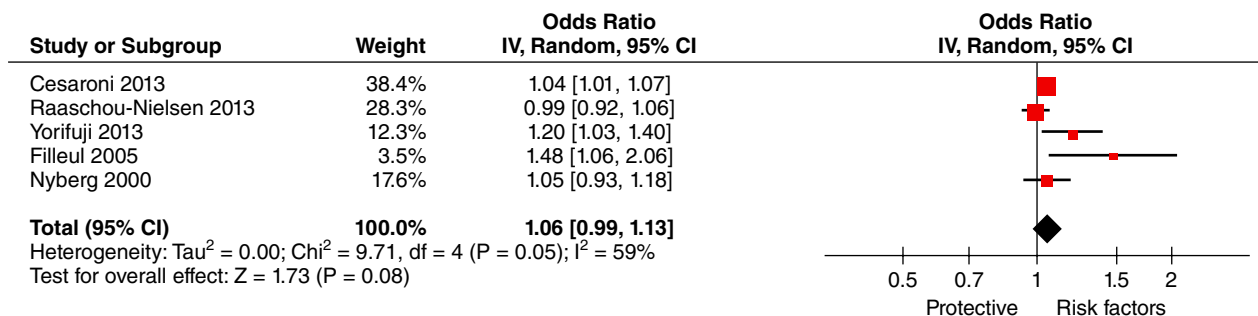 Odds Ratio Odds Ratio
Study or Subgroup Weight IV, Random, 95% CI IV, Random, 95% CI
Cesaroni 2013 38.4% 1.04 [1.01, 1.07]
Raaschou-Nielsen 2013 28.3% 0.99 [0.92, 1.06]
Yorifuji 2013 12.3% 1.20 [1.03, 1.40]
Filleul 2005 3.5% 1.48 [1.06, 2.06]
Nyberg 2000 17.6% 1.05 [0.93, 1.18]
Total (95% CI) 100.0% 1.06 [0.99, 1.13]
Heterogeneity: Tau² = 0.00; Chi² = 9.71, df = 4 (P = 0.05); I² = 59%
Test for overall effect: Z = 1.73 (P = 0.08)
0.5 0.7 1 1.5 2
Protective Risk factors